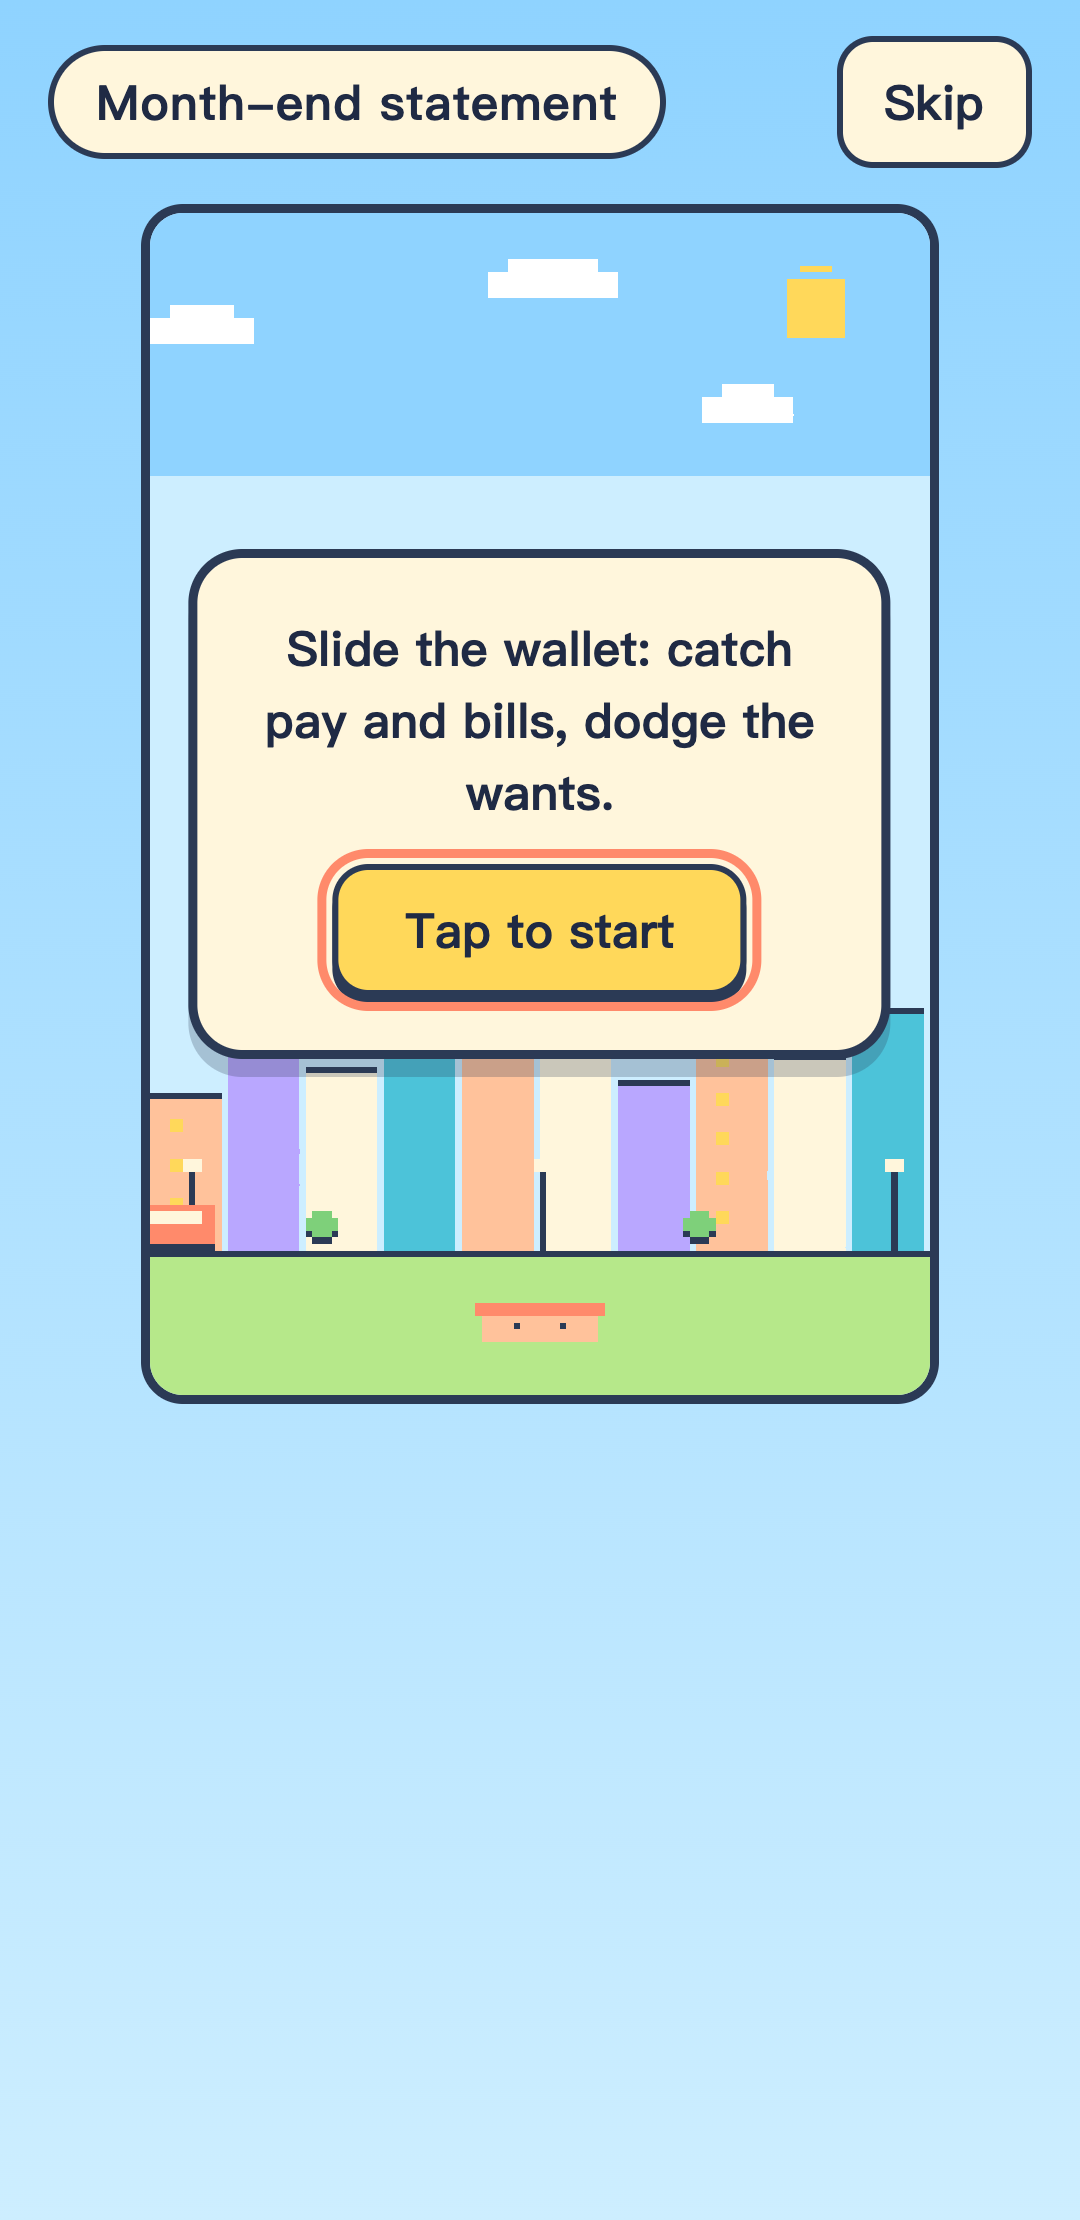 Month-end statement
Skip
Slide the wallet: catch
pay and bills, dodge the
wants.
Tap to start